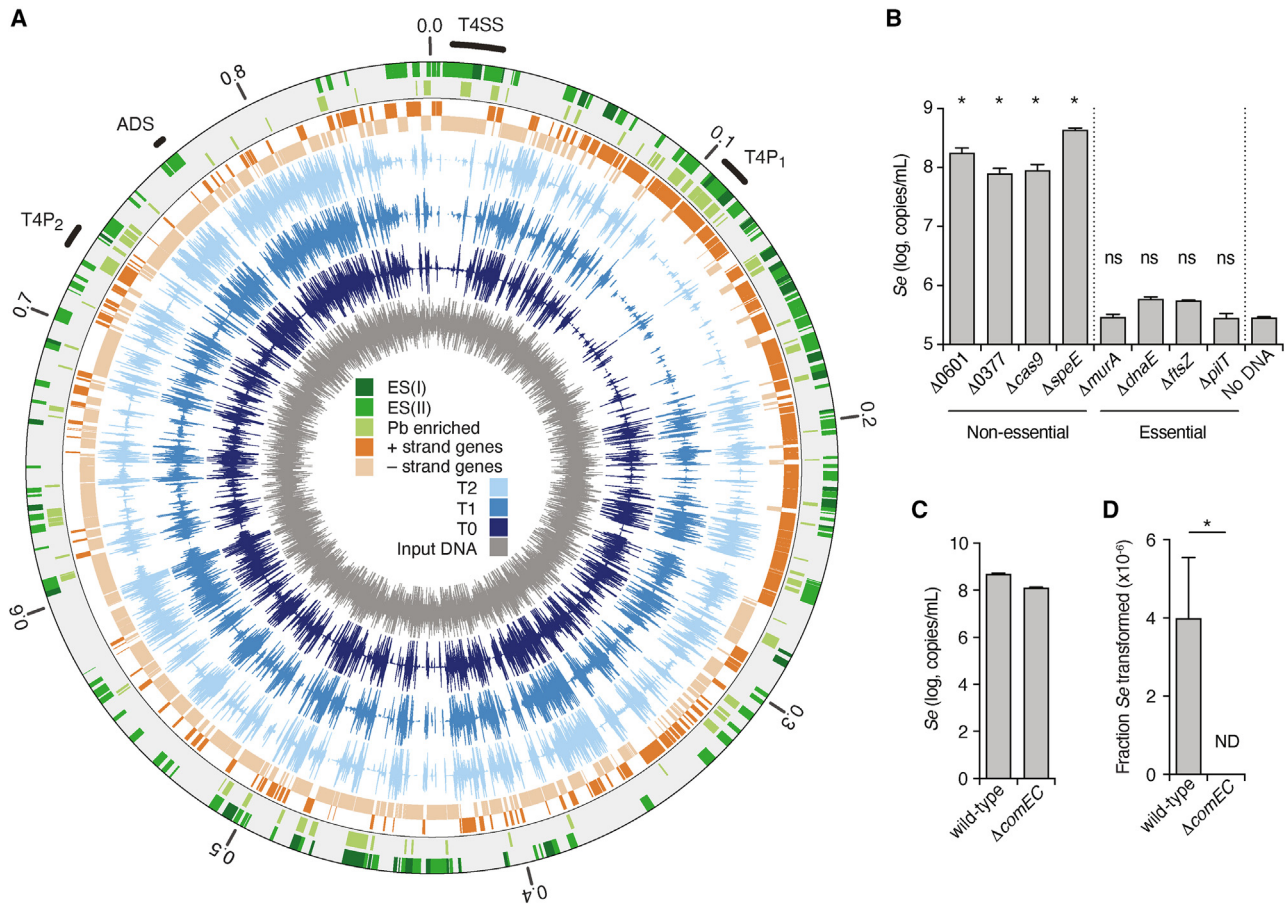 A
0.0
T4SS
0.1
T4P1
0.2
0.3
0.4
0.5
0.6
0.7
T4P2
ADS
0.8
ES(I)
ES(II)
Pb enriched
+ strand genes
– strand genes
T2
T1
T0
Input DNA
B
Se (log, copies/mL)
9
8
7
6
5
* * * *
ns ns ns ns
Δ0601 Δ0377 Δcas9 ΔspeE ΔmurA ΔdnaE ΔftsZ ΔpilT No DNA
Non-essential Essential
C
Se (log, copies/mL)
10
8
6
4
2
0
wild-type ΔcomEC
D
Fraction Se transformed (x10⁻⁶)
6
4
2
0
*
ND
wild-type ΔcomEC